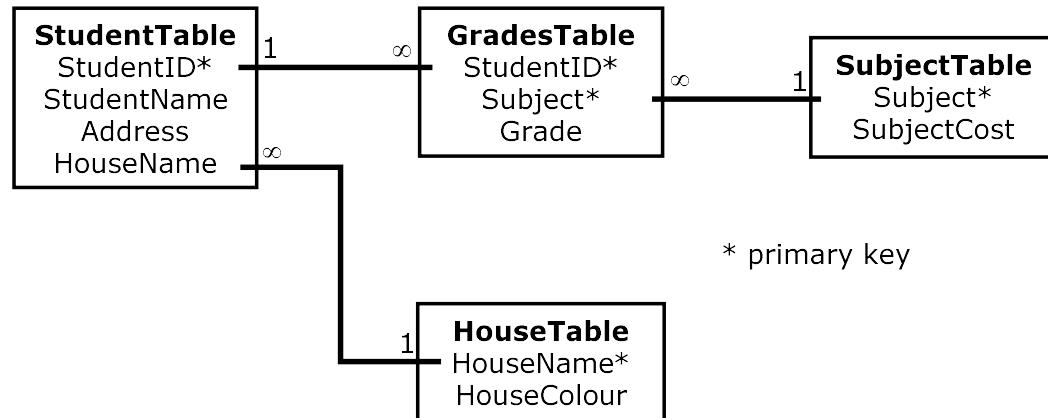 StudentTable
StudentID*
StudentName
Address
HouseName
1
∞
GradesTable
StudentID*
Subject*
Grade
∞
1
SubjectTable
Subject*
SubjectCost
∞
* primary key
1
HouseTable
HouseName*
HouseColour